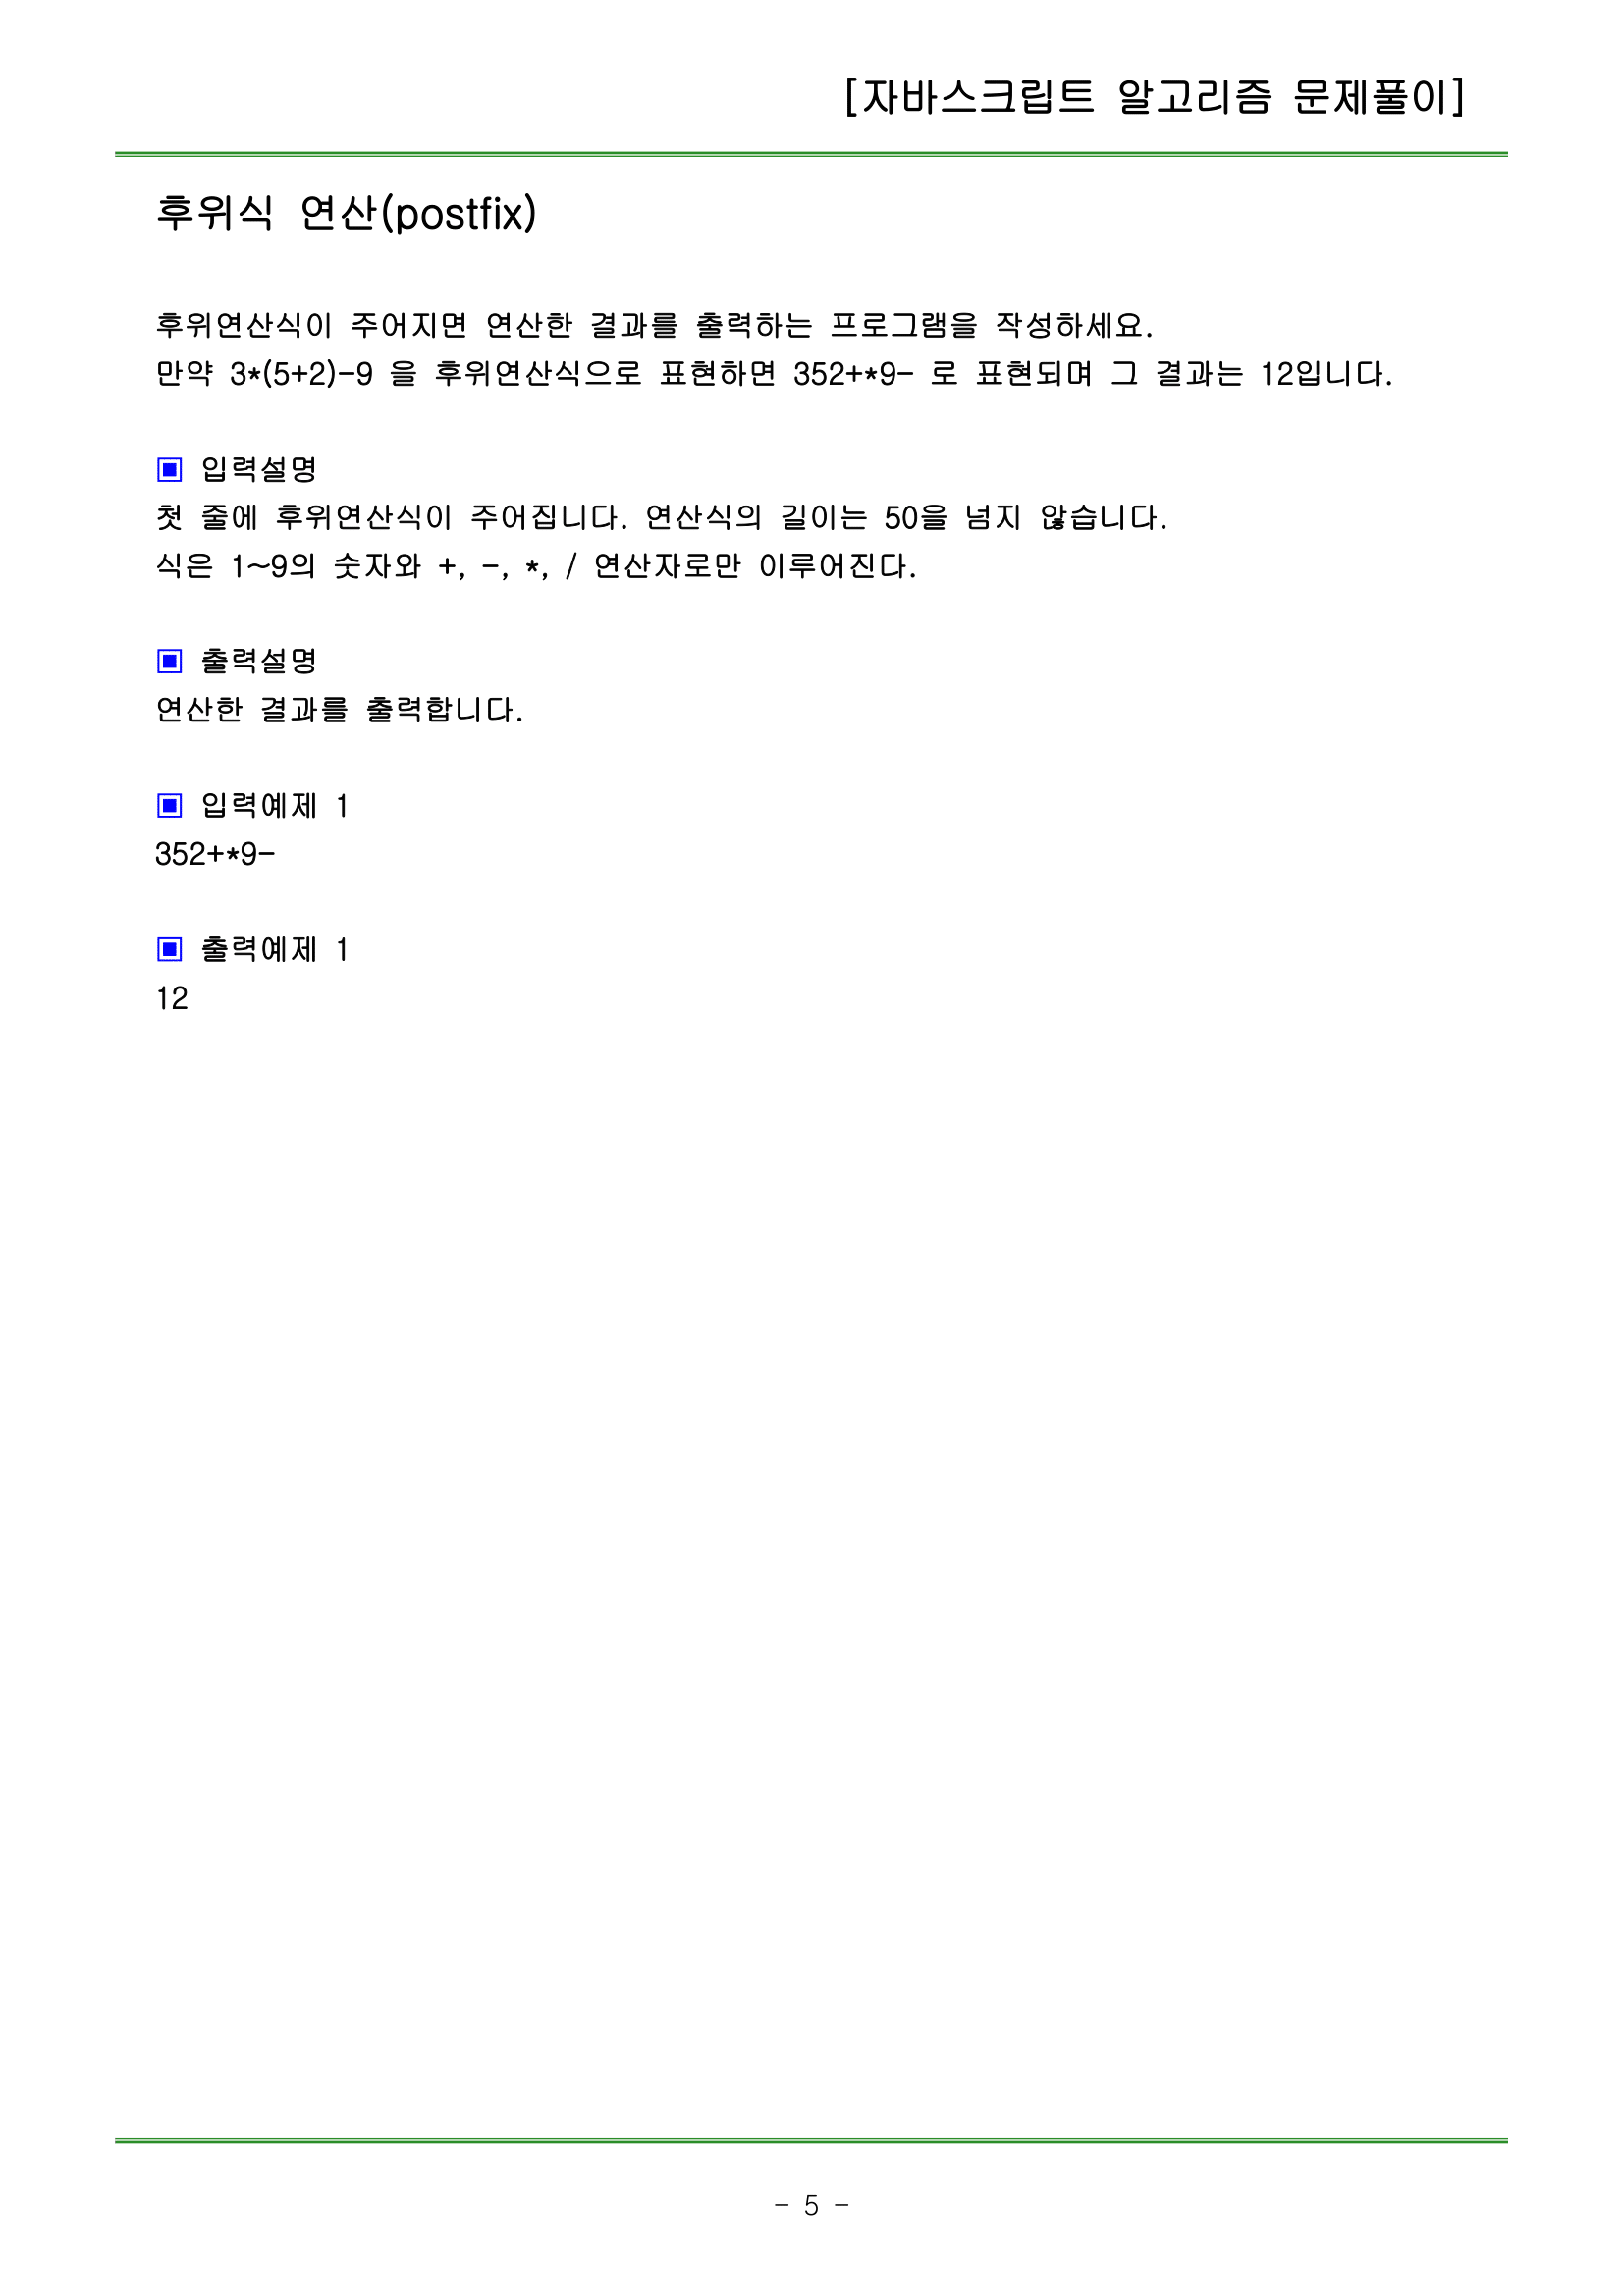 [자바스크립트 알고리즘 문제풀이]
후위식 연산(postfix)
후위연산식이 주어지면 연산한 결과를 출력하는 프로그램을 작성하세요.
만약 3*(5+2)-9 을 후위연산식으로 표현하면 352+*9- 로 표현되며 그 결과는 12입니다.
▣ 입력설명
첫 줄에 후위연산식이 주어집니다. 연산식의 길이는 50을 넘지 않습니다.
식은 1~9의 숫자와 +, -, *, / 연산자로만 이루어진다.
▣ 출력설명
연산한 결과를 출력합니다.
▣ 입력예제 1
352+*9-
▣ 출력예제 1
12
- 5 -